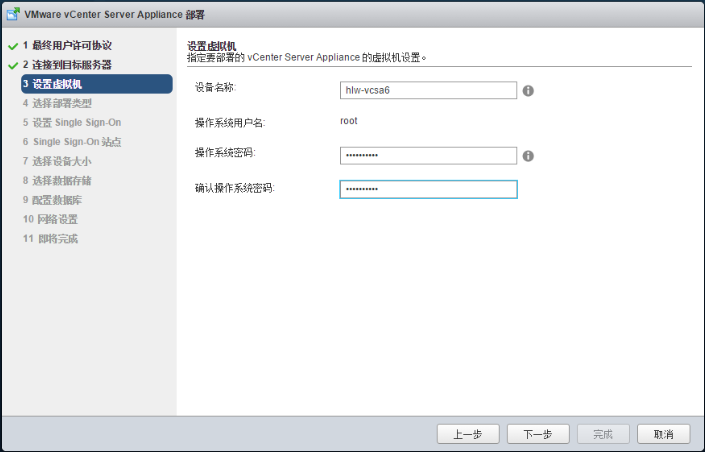 VMware vCenter Server Appliance 部署
1 最终用户许可协议
2 连接到目标服务器
3 设置虚拟机
4 选择部署类型
5 设置 Single Sign-On
6 Single Sign-On 站点
7 选择设备大小
8 选择数据存储
9 配置数据库
10 网络设置
11 即将完成
设置虚拟机
指定要部署的 vCenter Server Appliance 的虚拟机设置。
设备名称: hlw-vcsa6
操作系统用户名: root
操作系统密码: ••••••••••
确认操作系统密码: ••••••••••
上一步 下一步 完成 取消